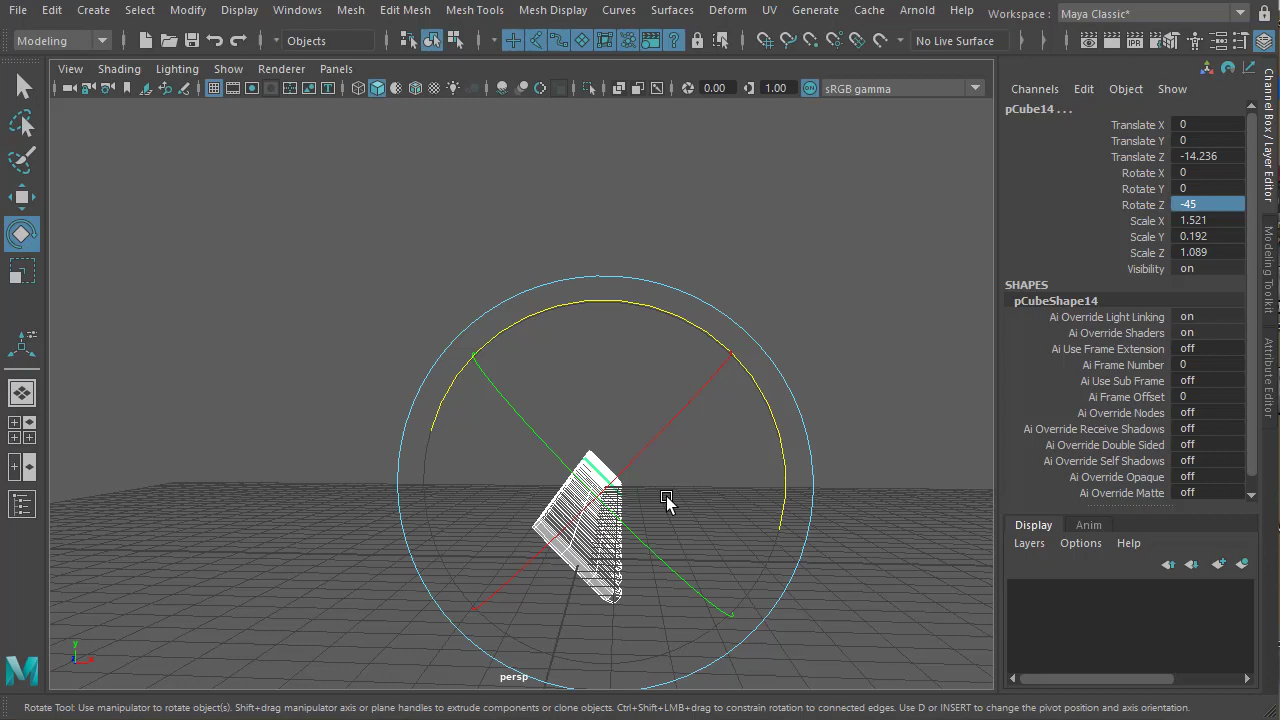 File Edit Create Select Modify Display Windows Mesh Edit Mesh Mesh Tools Mesh Display Curves Surfaces Deform UV Generate Cache Arnold Help Workspace : Maya Classic*
Modeling Objects No Live Surface IPR
View Shading Lighting Show Renderer Panels
0.00 1.00 ON sRGB gamma
Channels Edit Object Show
pCube14 . . .
Translate X 0
Translate Y 0
Translate Z -14.236
Rotate X 0
Rotate Y 0
Rotate Z -45
Scale X 1.521
Scale Y 0.192
Scale Z 1.089
Visibility on
SHAPES
pCubeShape14
Ai Override Light Linking on
Ai Override Shaders on
Ai Use Frame Extension off
Ai Frame Number 0
Ai Use Sub Frame off
Ai Frame Offset 0
Ai Override Nodes off
Ai Override Receive Shadows off
Ai Override Double Sided off
Ai Override Self Shadows off
Ai Override Opaque off
Ai Override Matte off
Display Anim
Layers Options Help
Channel Box / Layer Editor
Modeling Toolkit
Attribute Editor
y
z x
persp
M
Rotate Tool: Use manipulator to rotate object(s). Shift+drag manipulator axis or plane handles to extrude components or clone objects. Ctrl+Shift+LMB+drag to constrain rotation to connected edges. Use D or INSERT to change the pivot position and axis orientation.